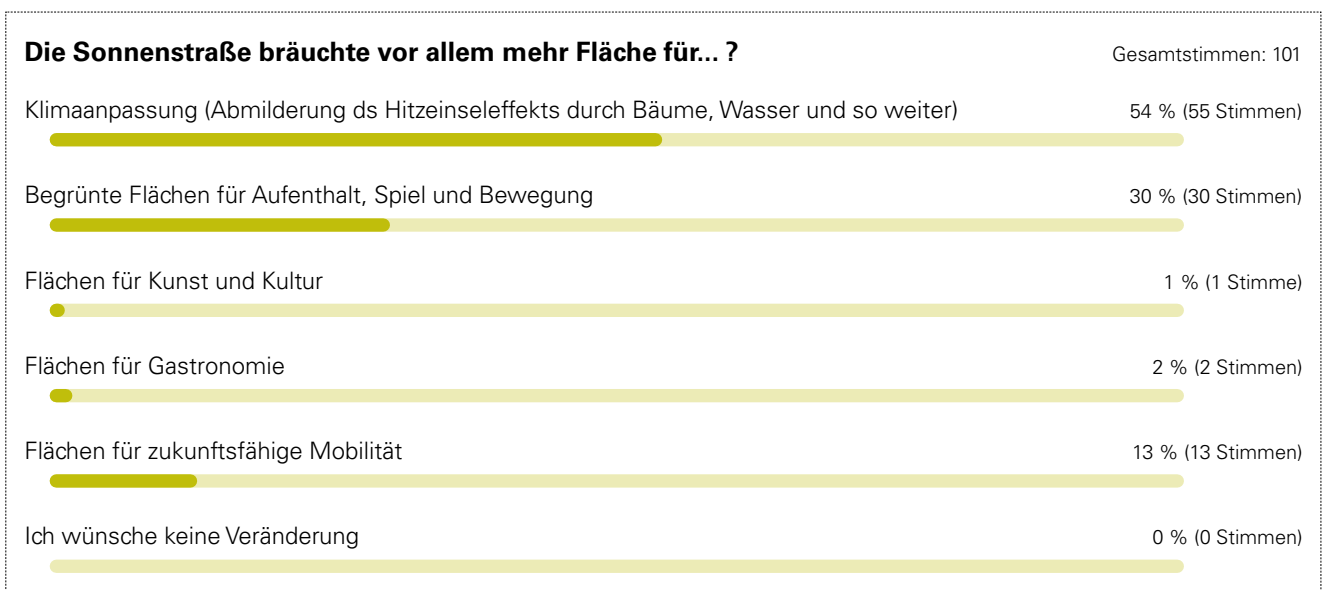 Die Sonnenstraße bräuchte vor allem mehr Fläche für... ? Gesamtstimmen: 101
Klimaanpassung (Abmilderung ds Hitzeinseleffekts durch Bäume, Wasser und so weiter) 54 % (55 Stimmen)
Begrünte Flächen für Aufenthalt, Spiel und Bewegung 30 % (30 Stimmen)
Flächen für Kunst und Kultur 1 % (1 Stimme)
Flächen für Gastronomie 2 % (2 Stimmen)
Flächen für zukunftsfähige Mobilität 13 % (13 Stimmen)
Ich wünsche keine Veränderung 0 % (0 Stimmen)